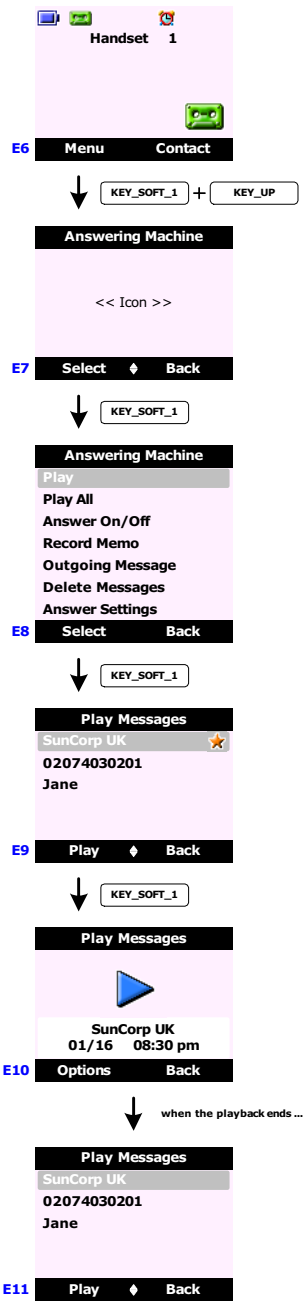 Handset 1
E6 Menu Contact
KEY_SOFT_1 + KEY_UP
Answering Machine
<< Icon >>
E7 Select Back
KEY_SOFT_1
Answering Machine
Play
Play All
Answer On/Off
Record Memo
Outgoing Message
Delete Messages
Answer Settings
E8 Select Back
KEY_SOFT_1
Play Messages
SunCorp UK
02074030201
Jane
E9 Play Back
KEY_SOFT_1
Play Messages
SunCorp UK
01/16 08:30 pm
E10 Options Back
when the playback ends ...
Play Messages
SunCorp UK
02074030201
Jane
E11 Play Back